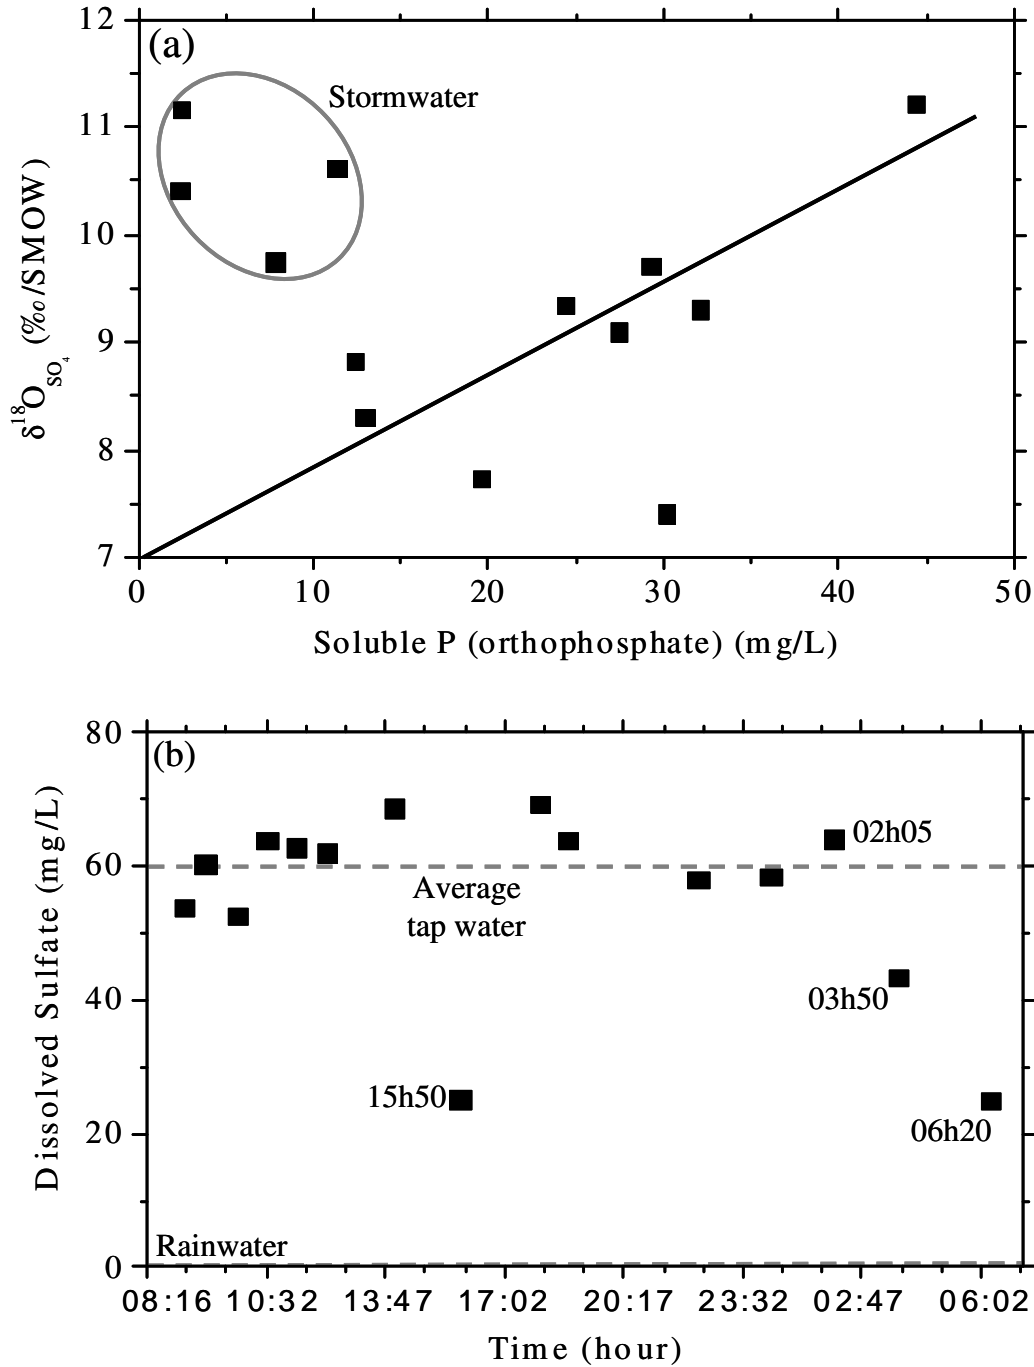 (a)
Stormwater
12
11
10
9
8
7
δ18OSO4 (‰/SMOW)
0 10 20 30 40 50
Soluble P (orthophosphate) (mg/L)
(b)
80
60
40
20
0
Dissolved Sulfate (mg/L)
02h05
Average
tap water
03h50
15h50
06h20
Rainwater
08:16 10:32 13:47 17:02 20:17 23:32 02:47 06:02
Time (hour)